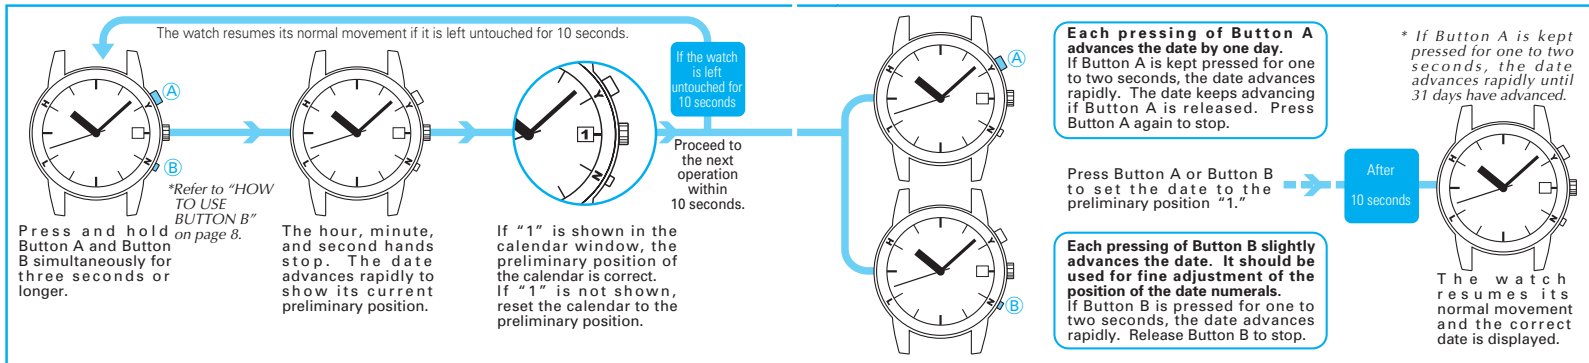 The watch resumes its normal movement if it is left untouched for 10 seconds.
A
B
H
Y
L
N
*Refer to “HOW
TO USE
BUTTON B”
on page 8.
Press and hold
Button A and Button
B simultaneously for
three seconds or
longer.
H
Y
L
N
The hour, minute,
and second hands
stop. The date
advances rapidly to
show its current
preliminary position.
Y
1
N
If “1” is shown in the
calendar window, the
preliminary position of
the calendar is correct.
If “1” is not shown,
reset the calendar to the
preliminary position.
If the watch
is left
untouched for
10 seconds
Proceed to
the next
operation
within
10 seconds.
A
H
Y
L
N
Each pressing of Button A
advances the date by one day.
If Button A is kept pressed for one
to two seconds, the date advances
rapidly. The date keeps advancing
if Button A is released. Press
Button A again to stop.
Press Button A or Button B
to set the date to the
preliminary position “1.”
H
Y
L
N
B
Each pressing of Button B slightly
advances the date. It should be
used for fine adjustment of the
position of the date numerals.
If Button B is pressed for one to
two seconds, the date advances
rapidly. Release Button B to stop.
After
10 seconds
* If Button A is kept
pressed for one to two
seconds, the date
advances rapidly until
31 days have advanced.
H
Y
L
N
The watch
resumes its
normal movement
and the correct
date is displayed.